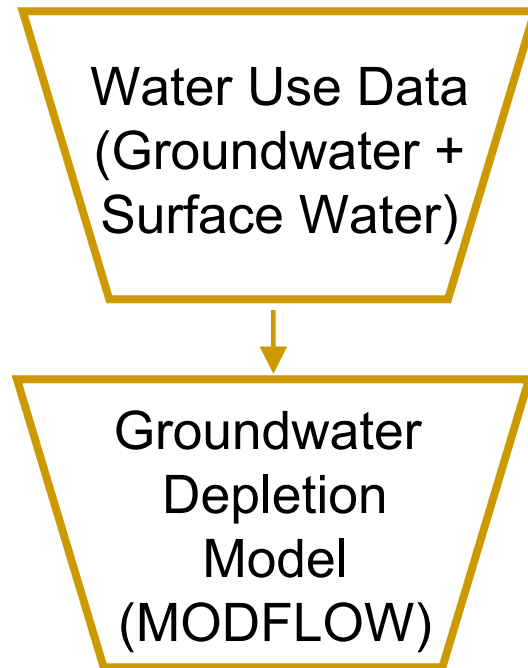 Water Use Data
(Groundwater +
Surface Water)
Groundwater
Depletion
Model
(MODFLOW)